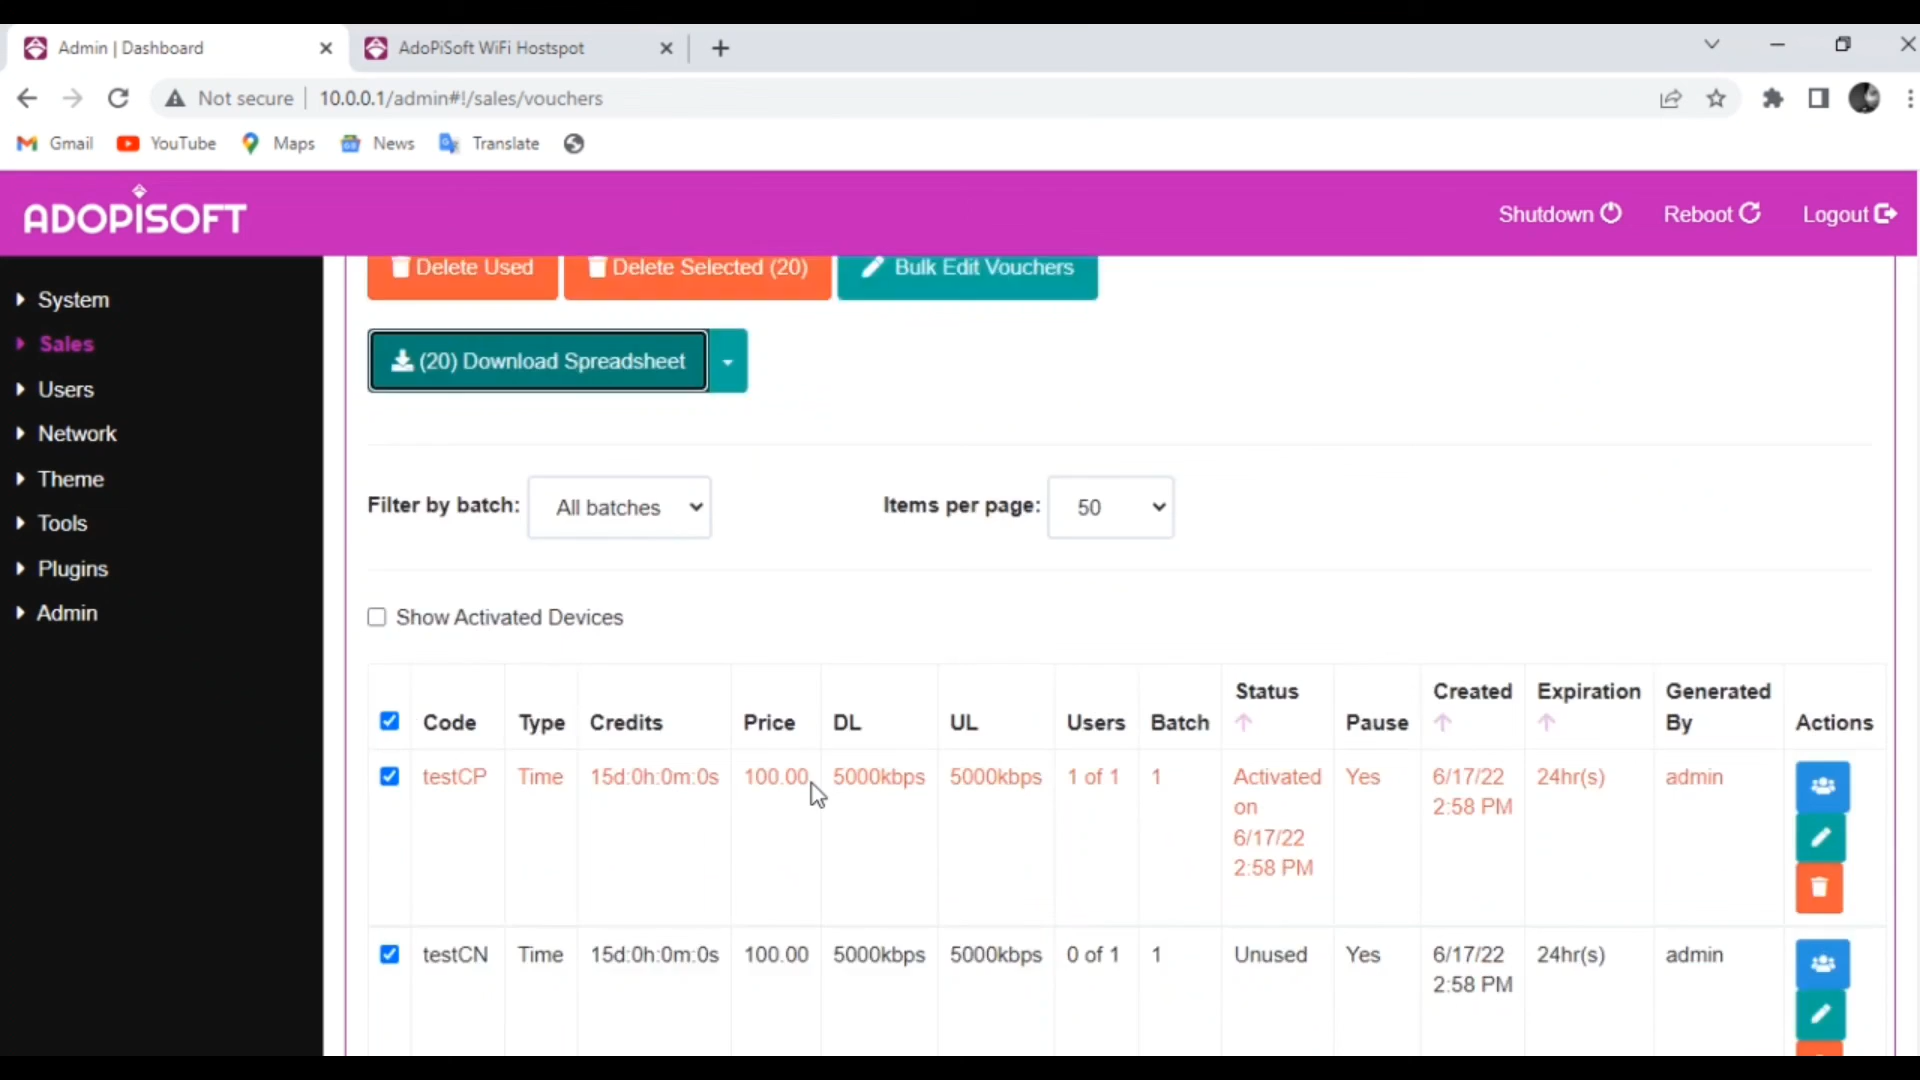 Admin | Dashboard
AdoPiSoft WiFi Hostspot
Not secure
10.0.0.1/admin#!/sales/vouchers
Gmail
YouTube
Maps
News
Translate
ADOPiSOFT
Shutdown
Reboot
Logout
System
Sales
Users
Network
Theme
Tools
Plugins
Admin
Delete Used
Delete Selected (20)
Bulk Edit Vouchers
(20) Download Spreadsheet
Filter by batch:
All batches
Items per page:
50
Show Activated Devices
Code Type Credits Price DL UL Users Batch Status Pause Created Expiration Generated By Actions
testCP Time 15d:0h:0m:0s 100.00 5000kbps 5000kbps 1 of 1 1 Activated Yes 6/17/22 24hr(s) admin
on 2:58 PM
6/17/22
2:58 PM
testCN Time 15d:0h:0m:0s 100.00 5000kbps 5000kbps 0 of 1 1 Unused Yes 6/17/22 24hr(s) admin
2:58 PM